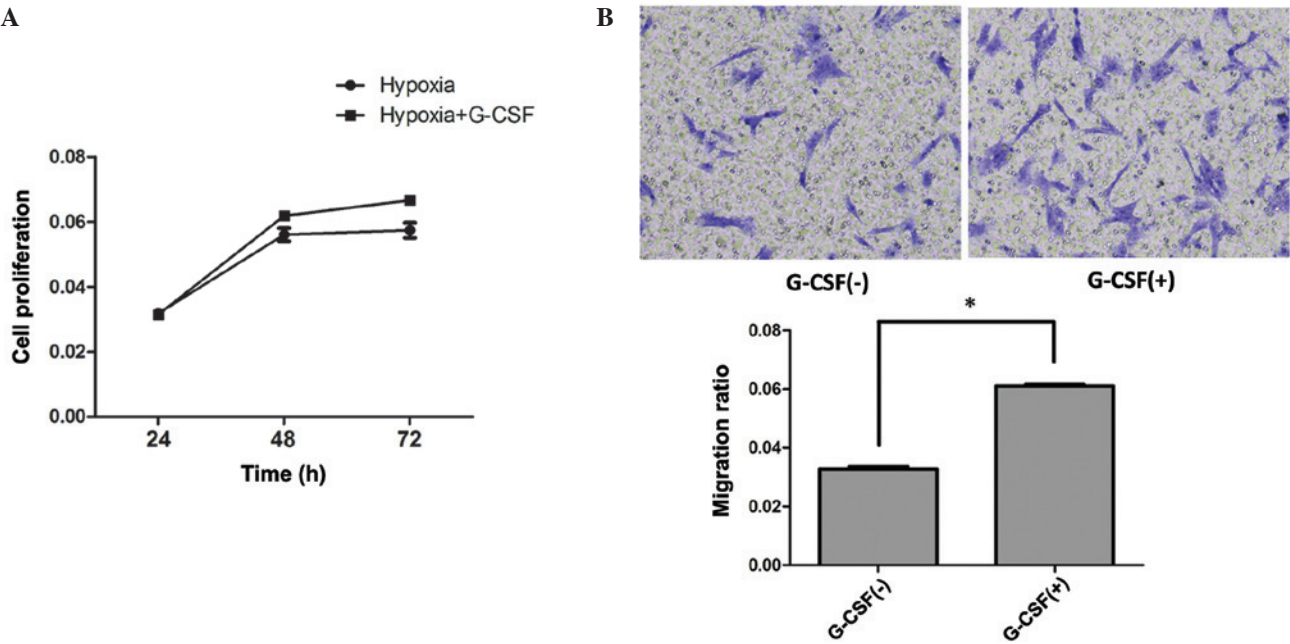 A
Hypoxia
Hypoxia+G-CSF
0.08
0.06
0.04
0.02
0.00
Cell proliferation
24 48 72
Time (h)
B
G-CSF(-) G-CSF(+)
*
0.08
0.06
0.04
0.02
0.00
Migration ratio
G-CSF(-) G-CSF(+)